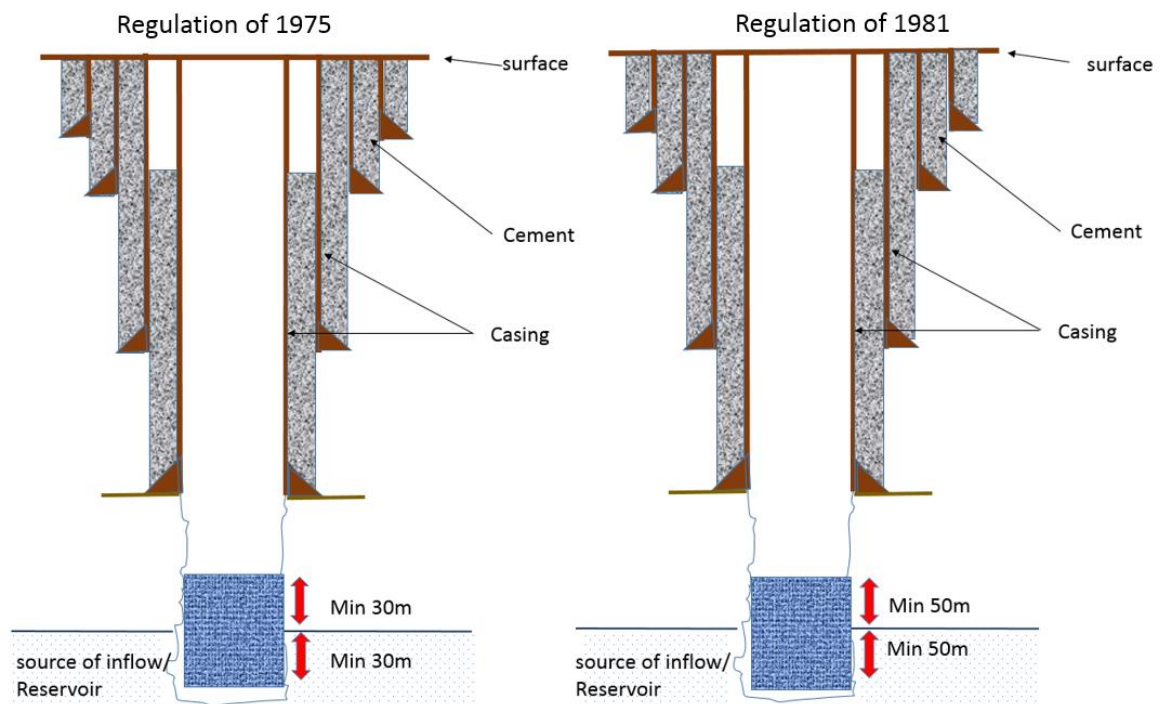 Regulation of 1975
surface
Cement
Casing
Min 30m
Min 30m
source of inflow/
Reservoir
Regulation of 1981
surface
Cement
Casing
Min 50m
Min 50m
source of inflow/
Reservoir